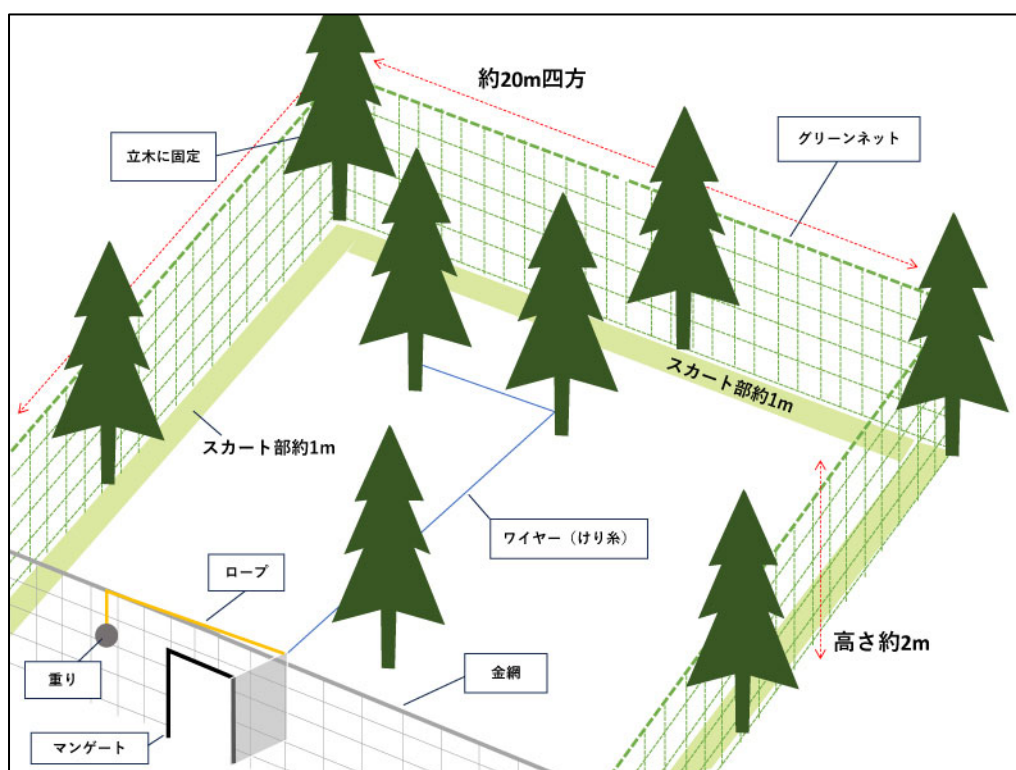 約20m四方
グリーンネット
立木に固定
スカート部約1m
スカート部約1m
ワイヤー（けり糸）
ロープ
高さ約2m
重り
金網
マンゲート